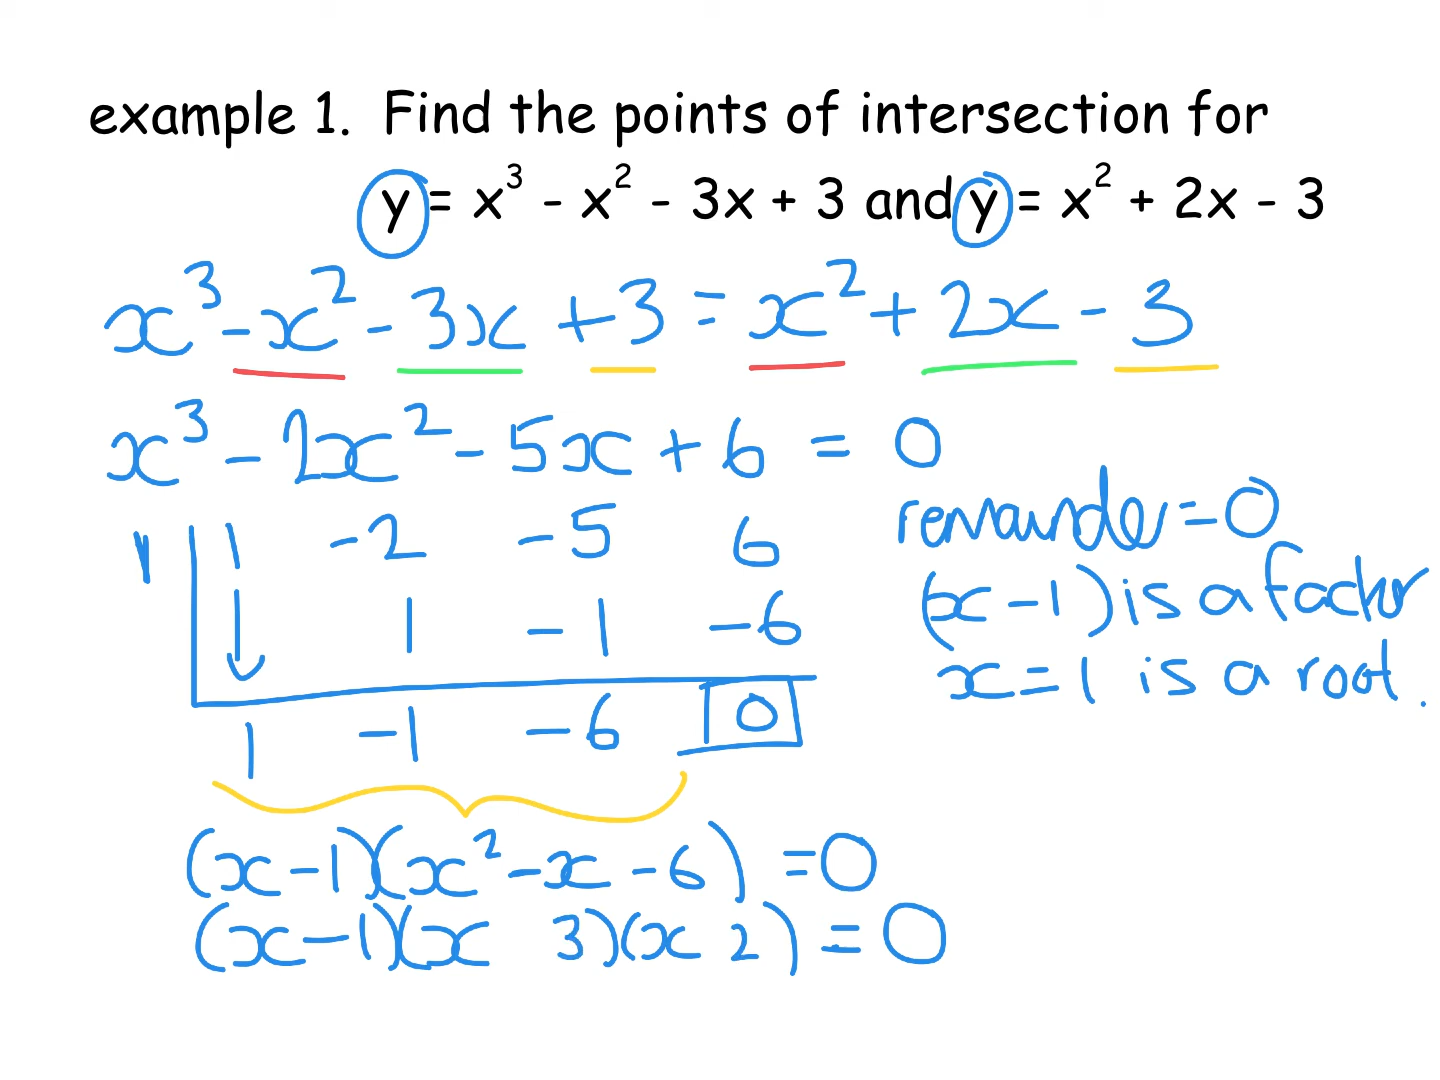 example 1. Find the points of intersection for
y = x³ - x² - 3x + 3 and y = x² + 2x - 3
x³ - x² - 3x + 3 = x² + 2x - 3
x³ - 2x² - 5x + 6 = 0
1 1 -2 -5 6
1 -1 -6
1 -1 -6 0
remainder = 0
(x - 1) is a factor
x = 1 is a root.
(x - 1)(x² - x - 6) = 0
(x - 1)(x 3)(x 2) = 0